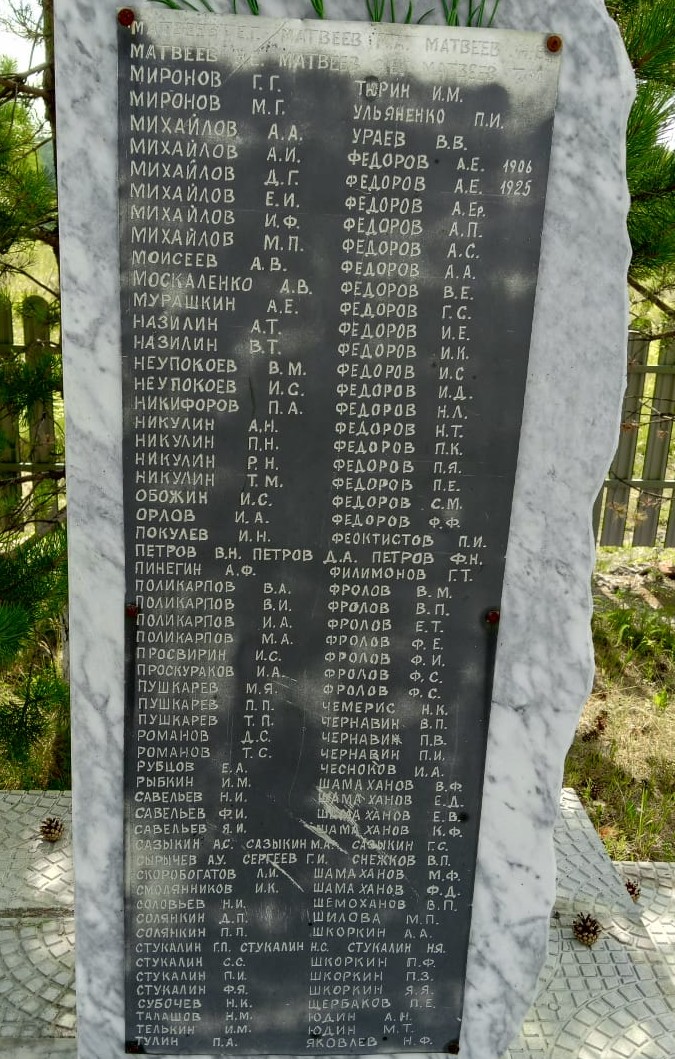 МАТВЕЕВ Е.Г. МАТВЕЕВ МАТВЕЕВ
МАТВЕЕВ МАТВЕЕВ МАТВЕЕВ
МИРОНОВ Г.Г. ТЮРИН И.М.
МИРОНОВ М.Г. УЛЬЯНЕНКО П.И.
МИХАЙЛОВ А.А. УРАЕВ В.В.
МИХАЙЛОВ А.И. ФЕДОРОВ А.Е. 1906
МИХАЙЛОВ Д.Г. ФЕДОРОВ А.Е. 1925
МИХАЙЛОВ Е.И. ФЕДОРОВ А.ЕР.
МИХАЙЛОВ И.Ф. ФЕДОРОВ А.П.
МИХАЙЛОВ М.П. ФЕДОРОВ А.С.
МОИСЕЕВ А.В. ФЕДОРОВ А.А.
МОСКАЛЕНКО А.В. ФЕДОРОВ В.Е.
МУРАШКИН А.Е. ФЕДОРОВ Г.С.
НАЗИЛИН А.Т. ФЕДОРОВ И.Е.
НАЗИЛИН В.Т. ФЕДОРОВ И.К.
НЕУПОКОЕВ В.М. ФЕДОРОВ И.С
НЕУПОКОЕВ И.С. ФЕДОРОВ И.Д.
НИКИФОРОВ П.А. ФЕДОРОВ Н.Л.
НИКУЛИН А.Н. ФЕДОРОВ Н.Т.
НИКУЛИН П.Н. ФЕДОРОВ П.К.
НИКУЛИН Р.Н. ФЕДОРОВ П.Я.
НИКУЛИН Т.М. ФЕДОРОВ П.Е.
ОБОЖИН И.С. ФЕДОРОВ С.М.
ОРЛОВ И.А. ФЕДОРОВ Ф.Ф.
ПОКУЛЕВ И.Н. ФЕОКТИСТОВ П.И.
ПЕТРОВ В.Н. ПЕТРОВ Д.А. ПЕТРОВ Ф.Н.
ПИНЕГИН А.Ф. ФИЛИМОНОВ Г.Т.
ПОЛИКАРПОВ В.А. ФРОЛОВ В.М.
ПОЛИКАРПОВ В.И. ФРОЛОВ В.П.
ПОЛИКАРПОВ И.А. ФРОЛОВ Е.Т.
ПОЛИКАРПОВ М.А. ФРОЛОВ Ф.Е.
ПРОСВИРИН И.С. ФРОЛОВ Ф.И.
ПРОСКУРАКОВ И.А. ФРОЛОВ Ф.С.
ПУШКАРЕВ М.Я. ФРОЛОВ Ф.С.
ПУШКАРЕВ П.П. ЧЕМЕРИС Н.К.
ПУШКАРЕВ Т.П. ЧЕРНАВИН В.П.
РОМАНОВ Д.С. ЧЕРНАВИН П.В.
РОМАНОВ Т.С. ЧЕРНАВИН П.И.
РУБЦОВ Е.А. ЧЕСНОКОВ И.А.
РЫБКИН И.М. ШАМАХАНОВ В.Ф.
САВЕЛЬЕВ Н.И. ШАМАХАНОВ Е.Д.
САВЕЛЬЕВ Ф.И. ШАМАХАНОВ Е.В.
САВЕЛЬЕВ Я.И. ШАМАХАНОВ К.Ф.
САЗЫКИН А.С. САЗЫКИН М.А. САЗЫКИН Г.С.
СЫРЫЧЕВ А.У. СЕРГЕЕВ Г.И. СНЕЖКОВ В.П.
СКОРОБОГАТОВ Л.И. ШАМАХАНОВ М.Ф.
СМОЛЯННИКОВ И.К. ШАМАХАНОВ Ф.Д.
СОЛОВЬЕВ Н.И. ШЕМОХАНОВ В.П.
СОЛЯНКИН Д.П. ШИЛОВА М.П.
СОЛЯНКИН П.П. ШКОРКИН А.А.
СТУКАЛИН Г.П. СТУКАЛИН Н.С. СТУКАЛИН Н.Я.
СТУКАЛИН С.С. ШКОРКИН П.Ф.
СТУКАЛИН П.И. ШКОРКИН П.З.
СТУКАЛИН Ф.Я. ШКОРКИН Я.Я.
СУБОЧЕВ Н.К. ЩЕРБАКОВ П.Е.
ТАЛАШОВ Н.М. ЮДИН А.Н.
ТЕЛЬКИН И.М. ЮДИН М.Т.
ТУЛИН П.А. ЯКОВЛЕВ Н.Ф.